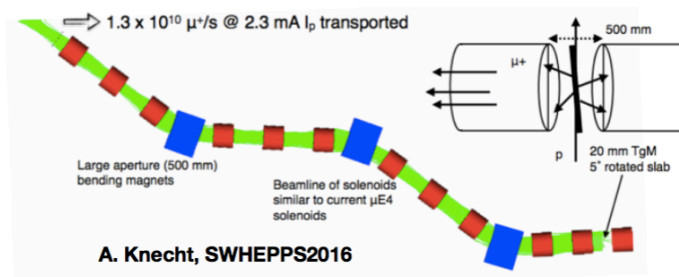 1.3 x 10¹⁰ μ⁺/s @ 2.3 mA Iₚ transported
500 mm
μ+
p
20 mm TgM
5° rotated slab
Large aperture (500 mm)
bending magnets
Beamline of solenoids
similar to current μE4
solenoids
A. Knecht, SWHEPPS2016